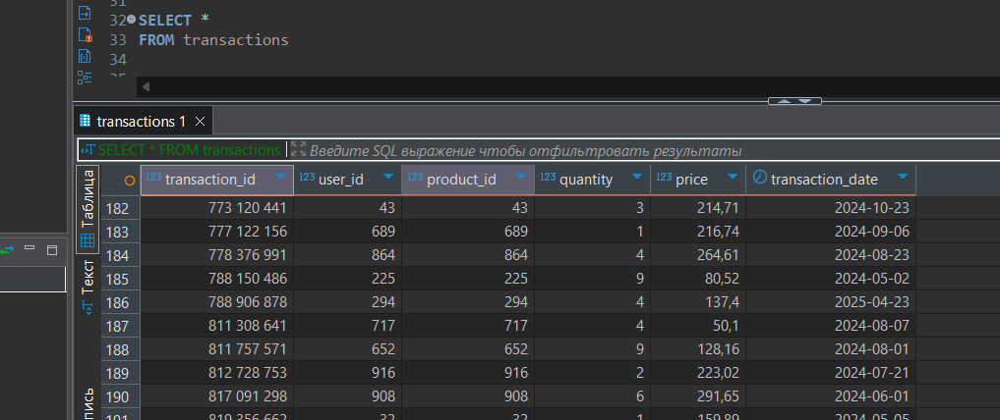 31
32 SELECT *
33 FROM transactions
34
35
transactions 1
SELECT * FROM transactions Введите SQL выражение чтобы отфильтровать результаты
Таблица
Текст
пись
123 transaction_id 123 user_id 123 product_id 123 quantity 123 price transaction_date
182 773 120 441 43 43 3 214,71 2024-10-23
183 777 122 156 689 689 1 216,74 2024-09-06
184 778 376 991 864 864 4 264,61 2024-08-23
185 788 150 486 225 225 9 80,52 2024-05-02
186 788 906 878 294 294 4 137,4 2025-04-23
187 811 308 641 717 717 4 50,1 2024-08-07
188 811 757 571 652 652 9 128,16 2024-08-01
189 812 728 753 916 916 2 223,02 2024-07-21
190 817 091 298 908 908 6 291,65 2024-06-01
191 819 356 662 32 32 1 159,89 2024-05-05